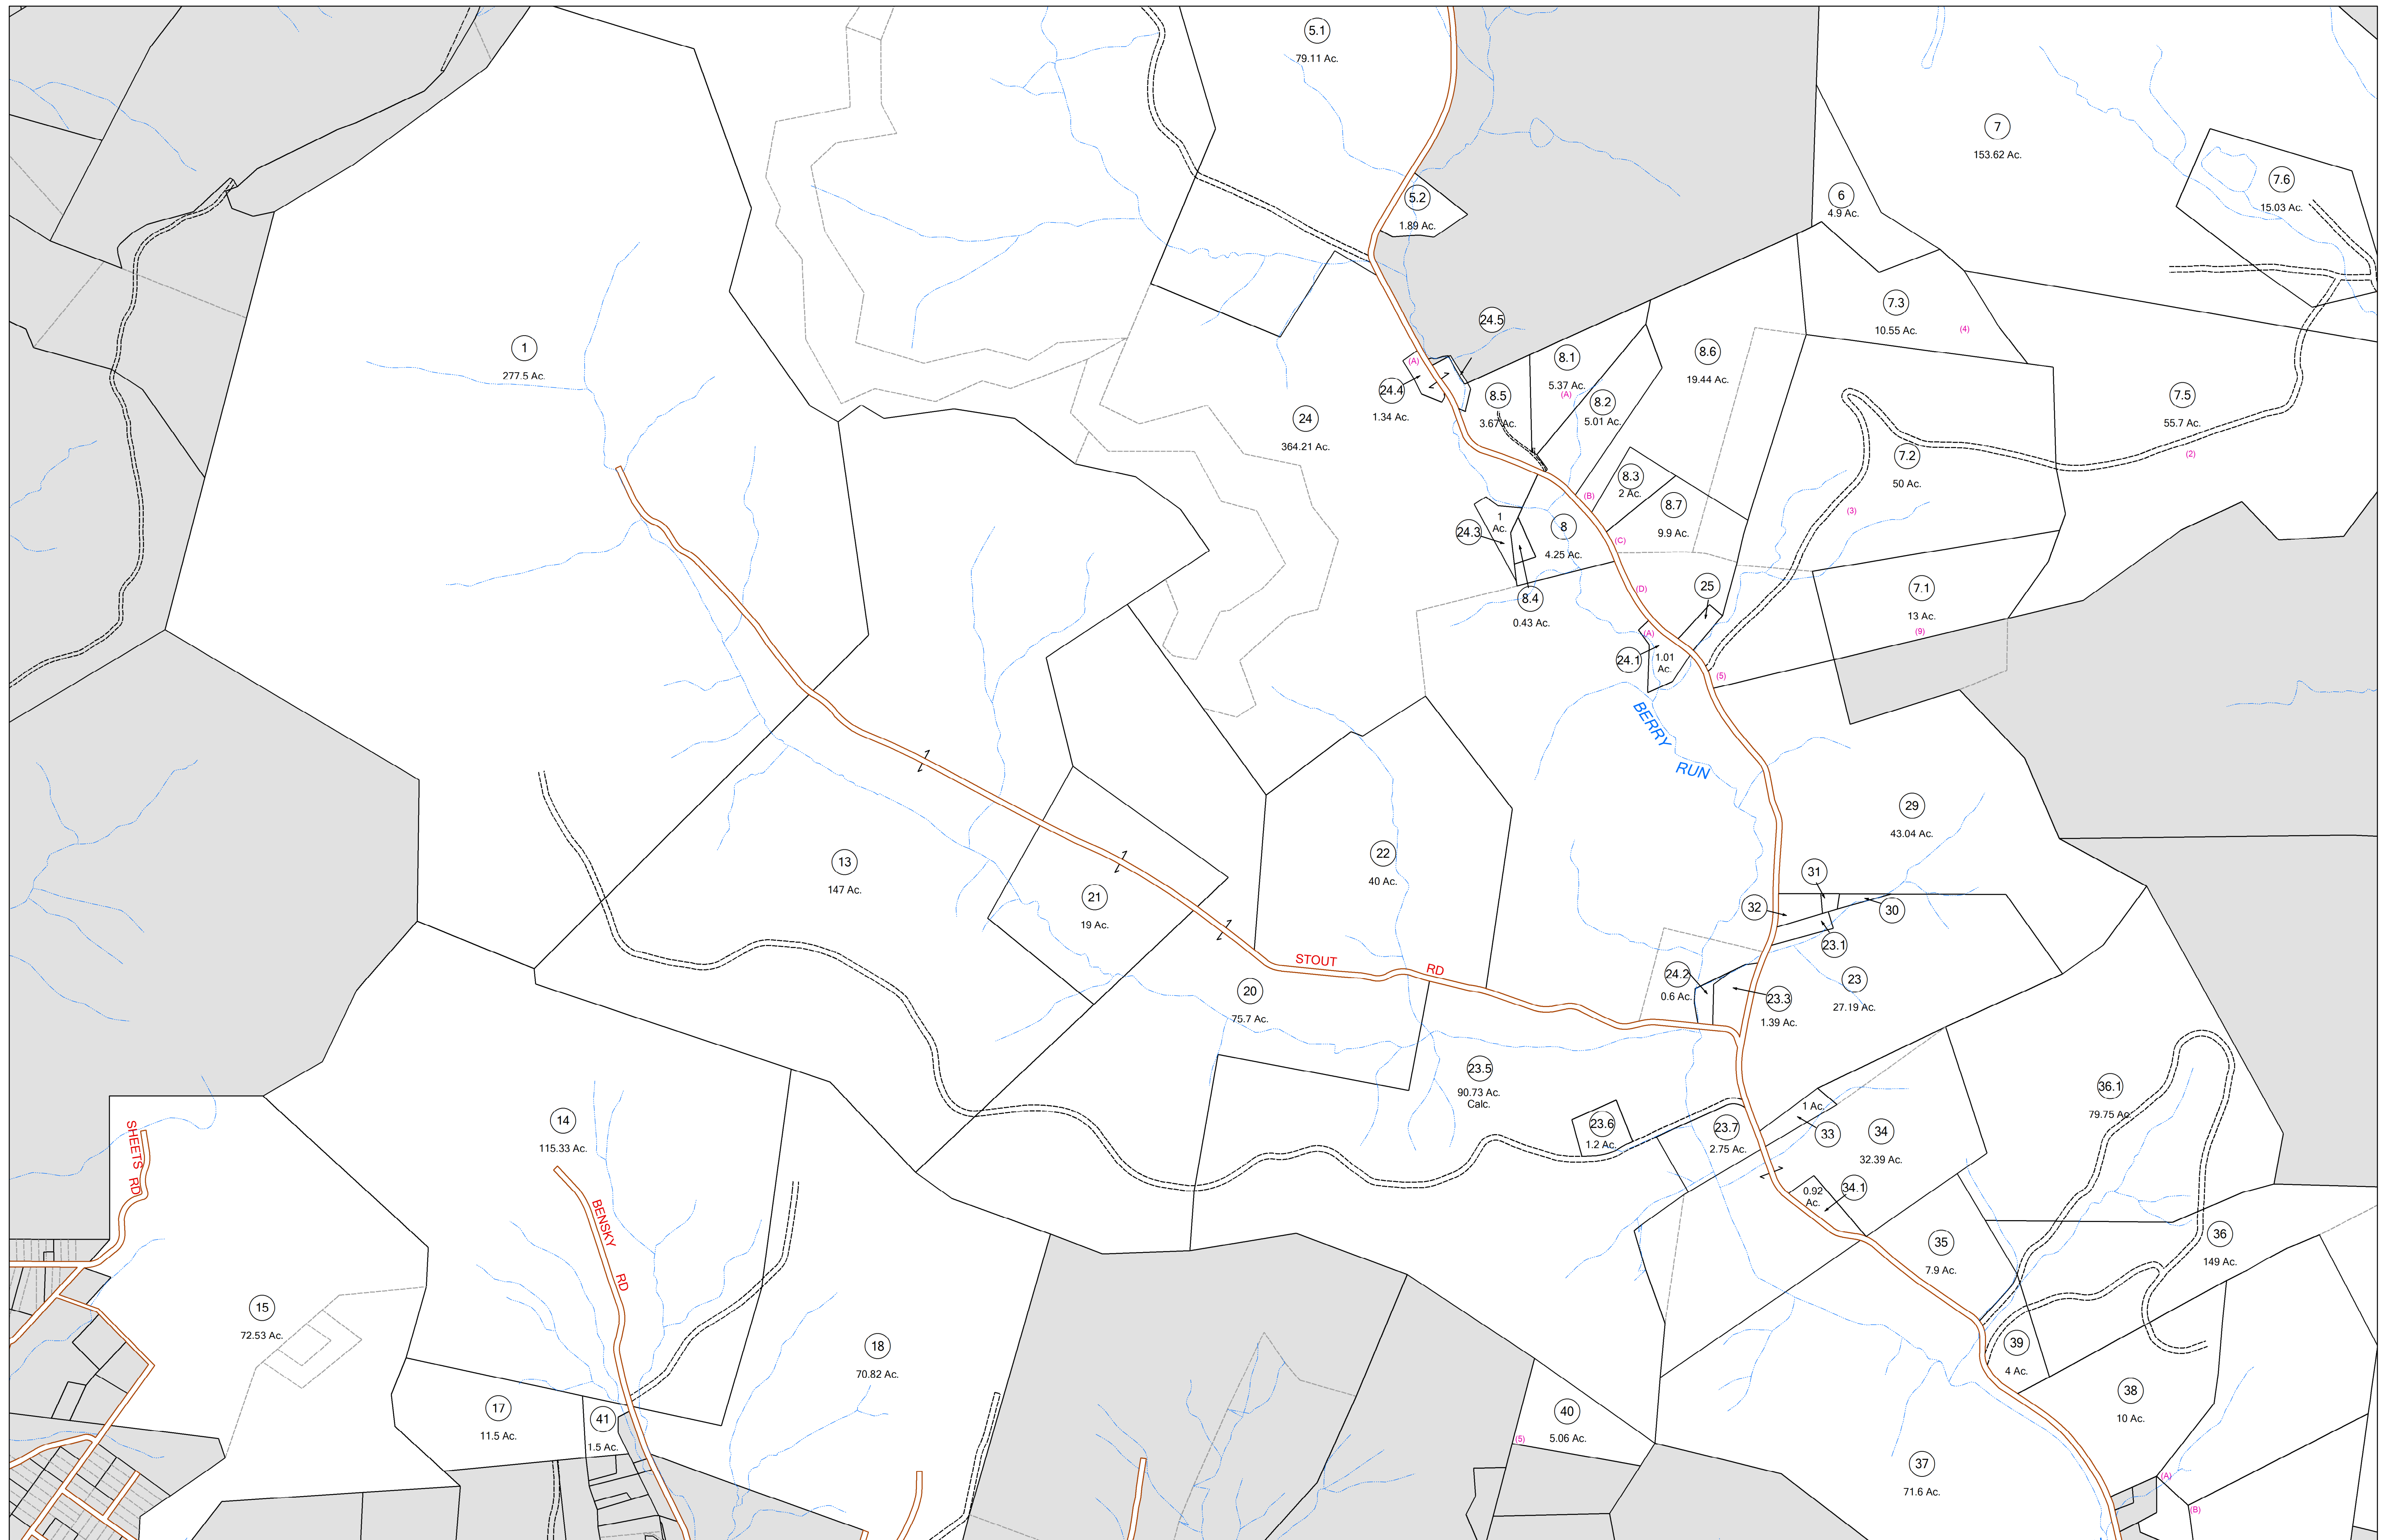 5.1
79.11 Ac.
7
153.62 Ac.
7.6
15.03 Ac.
5.2
1.89 Ac.
6
4.9 Ac.
7.3
10.55 Ac.
(4)
24.5
1
277.5 Ac.
(A)
24.4
1.34 Ac.
8.1
5.37 Ac.
(A)
8.6
19.44 Ac.
8.5
3.67 Ac.
8.2
5.01 Ac.
24
364.21 Ac.
7.5
55.7 Ac.
(2)
7.2
50 Ac.
(3)
8.3
2 Ac.
(B)
8.7
9.9 Ac.
(C)
1
Ac.
24.3
8
4.25 Ac.
8.4
0.43 Ac.
(D)
25
7.1
13 Ac.
(9)
(A)
24.1
1.01
Ac.
(5)
BERRY
RUN
29
43.04 Ac.
13
147 Ac.
22
40 Ac.
21
19 Ac.
31
32
30
23.1
STOUT
RD
24.2
0.6 Ac.
23.3
1.39 Ac.
23
27.19 Ac.
20
75.7 Ac.
23.5
90.73 Ac.
Calc.
36.1
79.75 Ac.
SHEETS
RD
14
115.33 Ac.
23.6
1.2 Ac.
23.7
2.75 Ac.
1 Ac.
33
34
32.39 Ac.
0.92
Ac.
34.1
BENSKY
RD
35
7.9 Ac.
36
149 Ac.
15
72.53 Ac.
18
70.82 Ac.
39
4 Ac.
38
10 Ac.
17
11.5 Ac.
41
1.5 Ac.
40
5.06 Ac.
(5)
37
71.6 Ac.
(A)
(B)